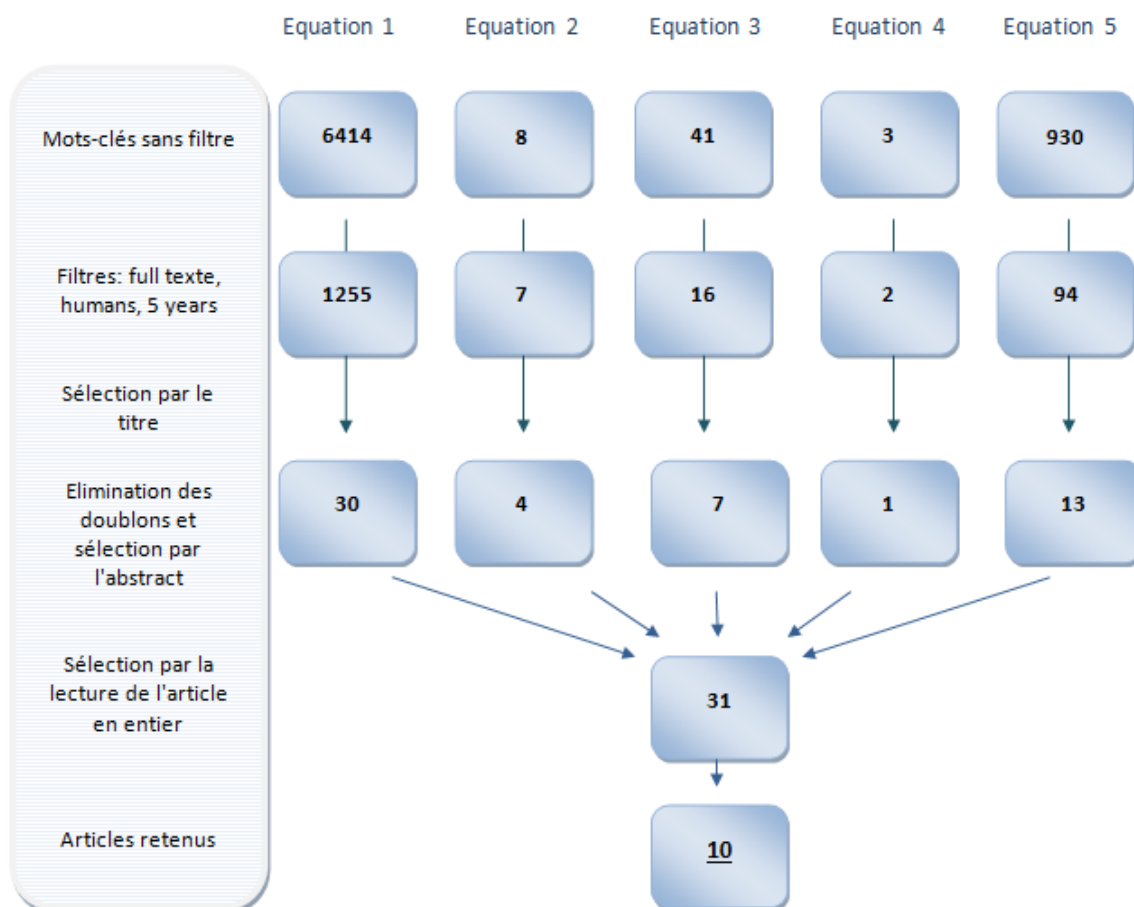 Equation 1 Equation 2 Equation 3 Equation 4 Equation 5
Mots-clés sans filtre
6414 8 41 3 930
Filtres: full texte,
humans, 5 years
1255 7 16 2 94
Sélection par le
titre
Elimination des
doublons et
sélection par
l'abstract
30 4 7 1 13
Sélection par la
lecture de l'article
en entier
31
Articles retenus
10